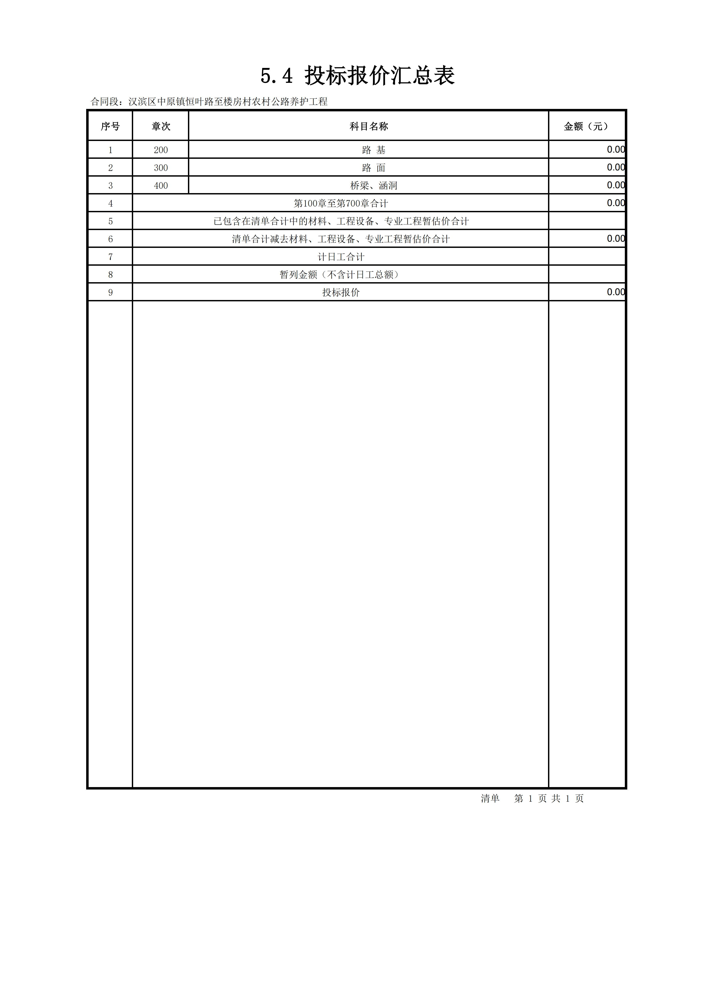 5.4 投标报价汇总表
合同段：汉滨区中原镇恒叶路至楼房村农村公路养护工程
序号 章次 科目名称 金额（元）
1 200 路 基 0.00
2 300 路 面 0.00
3 400 桥梁、涵洞 0.00
4 第100章至第700章合计 0.00
5 已包含在清单合计中的材料、工程设备、专业工程暂估价合计
6 清单合计减去材料、工程设备、专业工程暂估价合计 0.00
7 计日工合计
8 暂列金额（不含计日工总额）
9 投标报价 0.00
清单 第 1 页 共 1 页